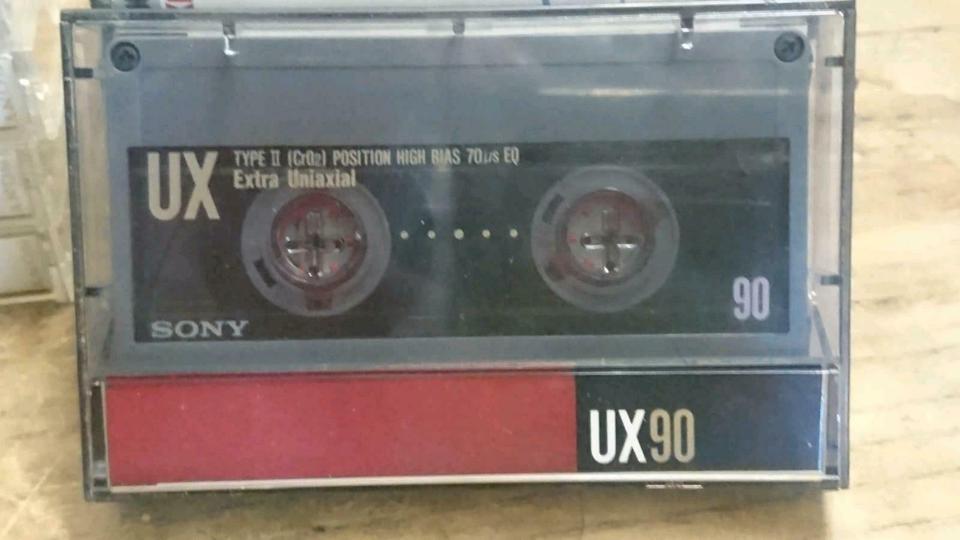 UX
TYPE II (CrO₂) POSITION HIGH BIAS 70μs EQ
Extra Uniaxial
90
SONY
UX90